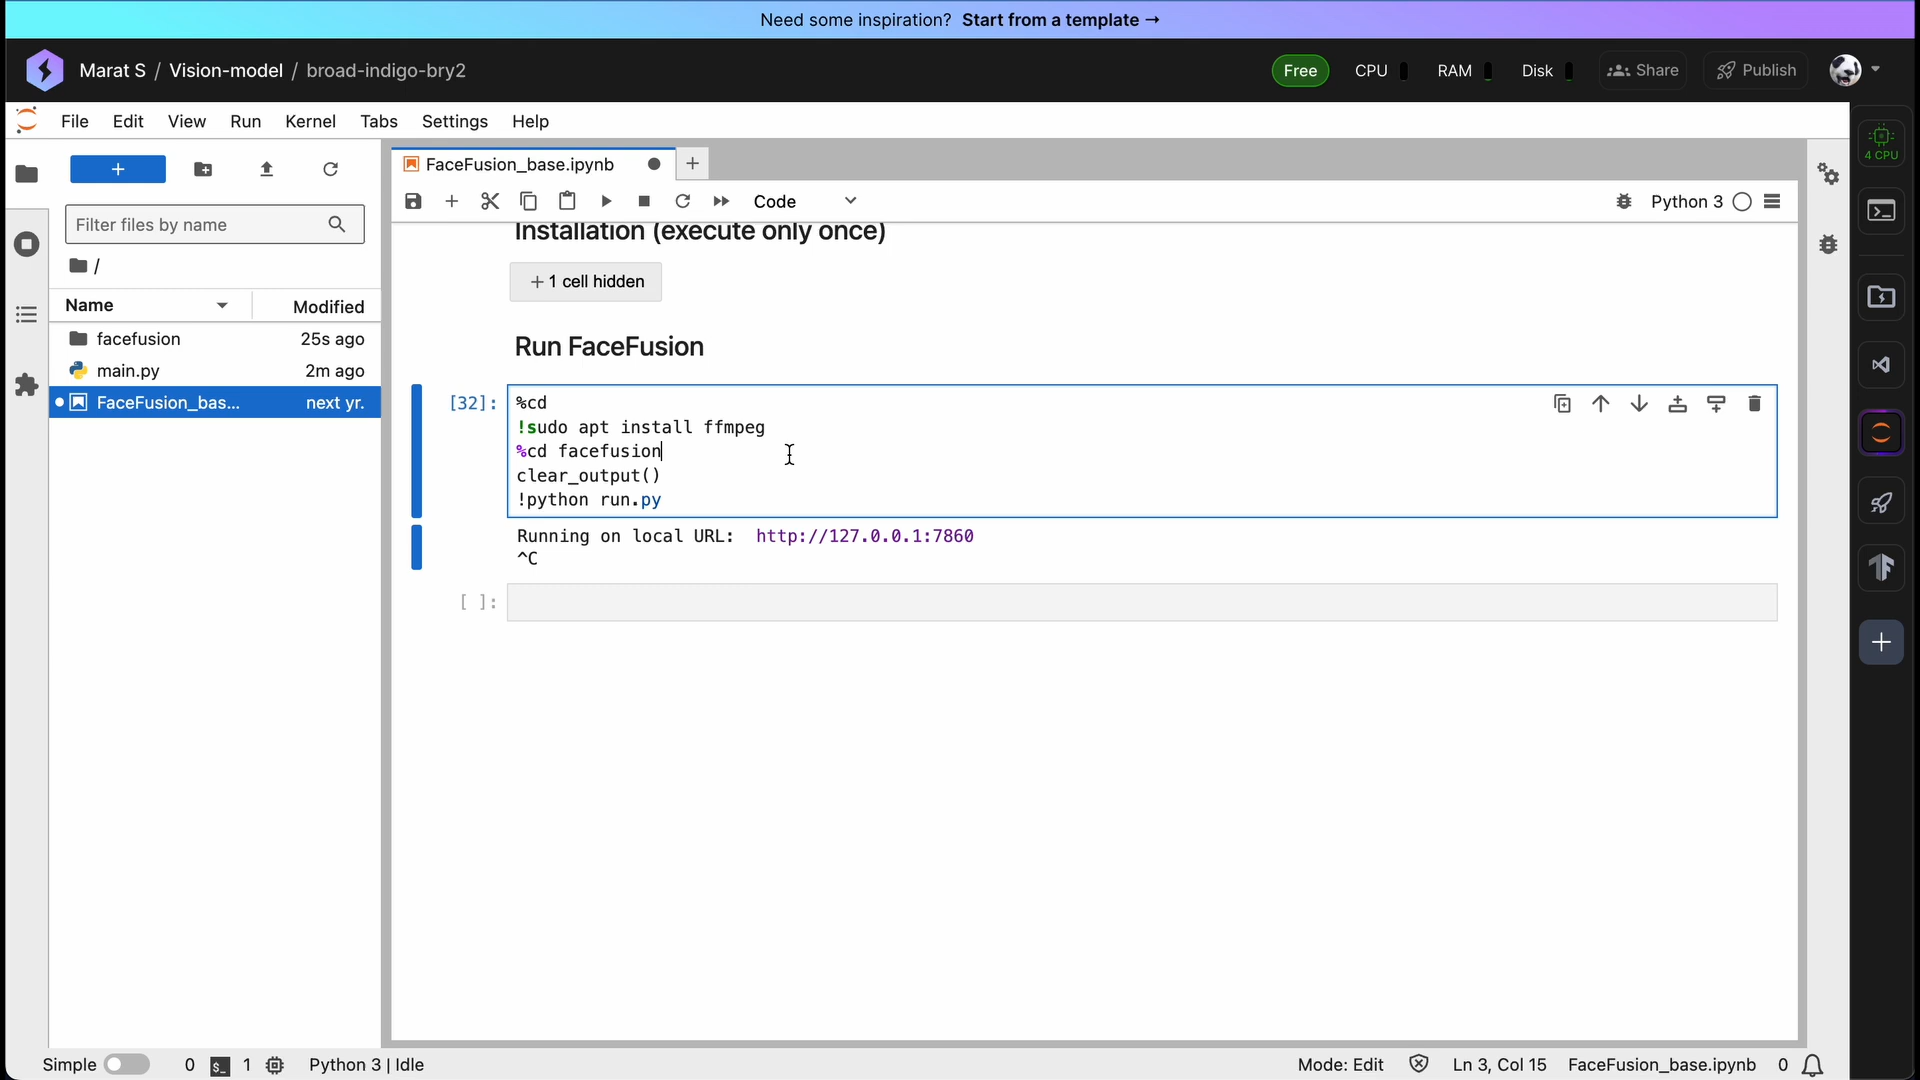 Need some inspiration? Start from a template →
Marat S / Vision-model / broad-indigo-bry2
Free CPU RAM Disk Share Publish
File Edit View Run Kernel Tabs Settings Help
4 CPU
FaceFusion_base.ipynb
Code
Python 3
Filter files by name
/
Name Modified
facefusion 25s ago
main.py 2m ago
FaceFusion_bas... next yr.
Installation (execute only once)
+ 1 cell hidden
Run FaceFusion
[32]: %cd
!sudo apt install ffmpeg
%cd facefusion
clear_output()
!python run.py
Running on local URL: http://127.0.0.1:7860
^C
[ ]:
Simple 0 $_ 1 Python 3 | Idle Mode: Edit Ln 3, Col 15 FaceFusion_base.ipynb 0